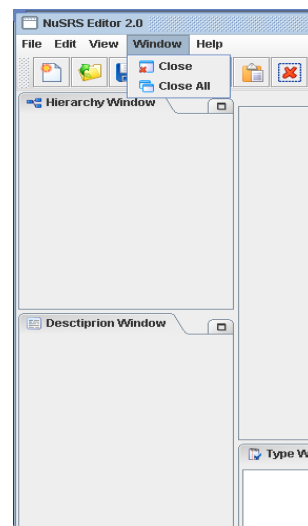 NuSRS Editor 2.0
File Edit View Window Help
Close
Close All
Hierarchy Window
Desctiprion Window
Type W